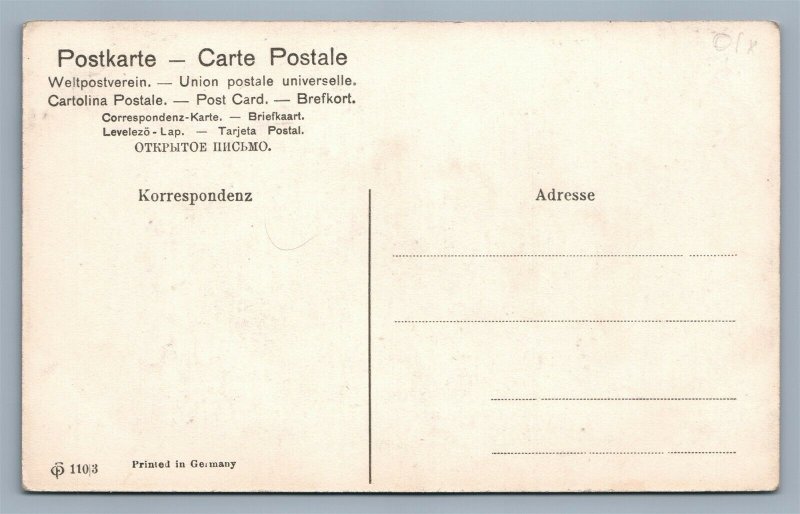 Postkarte — Carte Postale
Weltpostverein. — Union postale universelle.
Cartolina Postale. — Post Card. — Brefkort.
Correspondenz-Karte. — Briefkaart.
Levelező-Lap. — Tarjeta Postal.
ОТКРЫТОЕ ПИСЬМО.
Korrespondenz
Adresse
110|3
Printed in Germany